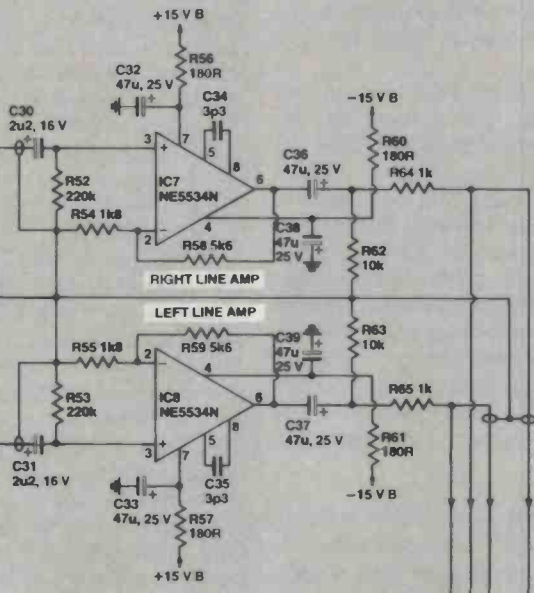 +15 V B
R56
180R
C32
47u, 25 V
C34
3p3
-15 V B
C30
2u2, 16 V
R60
180R
3
+
7
5
8
C36
47u, 25 V
R64 1k
R52
220k
IC7
NE5534N
6
R54 1k8
2
-
4
C38
47u
25 V
R58 5k6
R62
10k
RIGHT LINE AMP
LEFT LINE AMP
R59 5k6
C39
47u
25 V
R63
10k
R55 1k8
2
-
4
R53
220k
IC8
NE5534N
6
R65 1k
3
+
5
8
7
C37
47u, 25 V
R61
180R
C31
2u2, 16 V
C35
3p3
C33
47u, 25 V
R57
180R
-15 V B
+15 V B